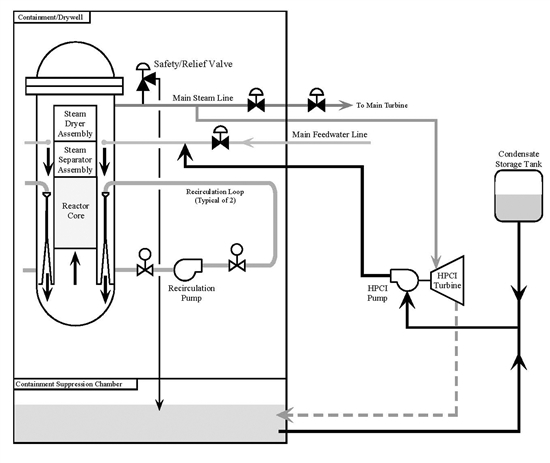 Containment/Drywell
Safety/Relief Valve
Main Steam Line
To Main Turbine
Steam
Dryer
Assembly
Main Feedwater Line
Steam
Separator
Assembly
Condensate
Storage Tank
Recirculation Loop
(Typical of 2)
Reactor
Core
Recirculation
Pump
HPCI
Pump
HPCI
Turbine
Containment Suppression Chamber